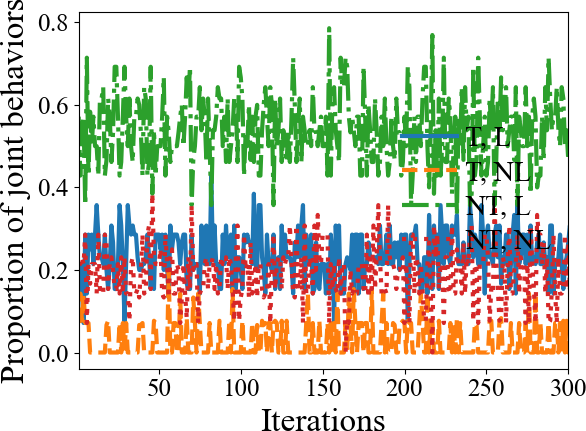 Proportion of joint behaviors
0.8
0.6
0.4
0.2
0.0
T, L
T, NL
NT, L
NT, NL
50
100
150
200
250
300
Iterations